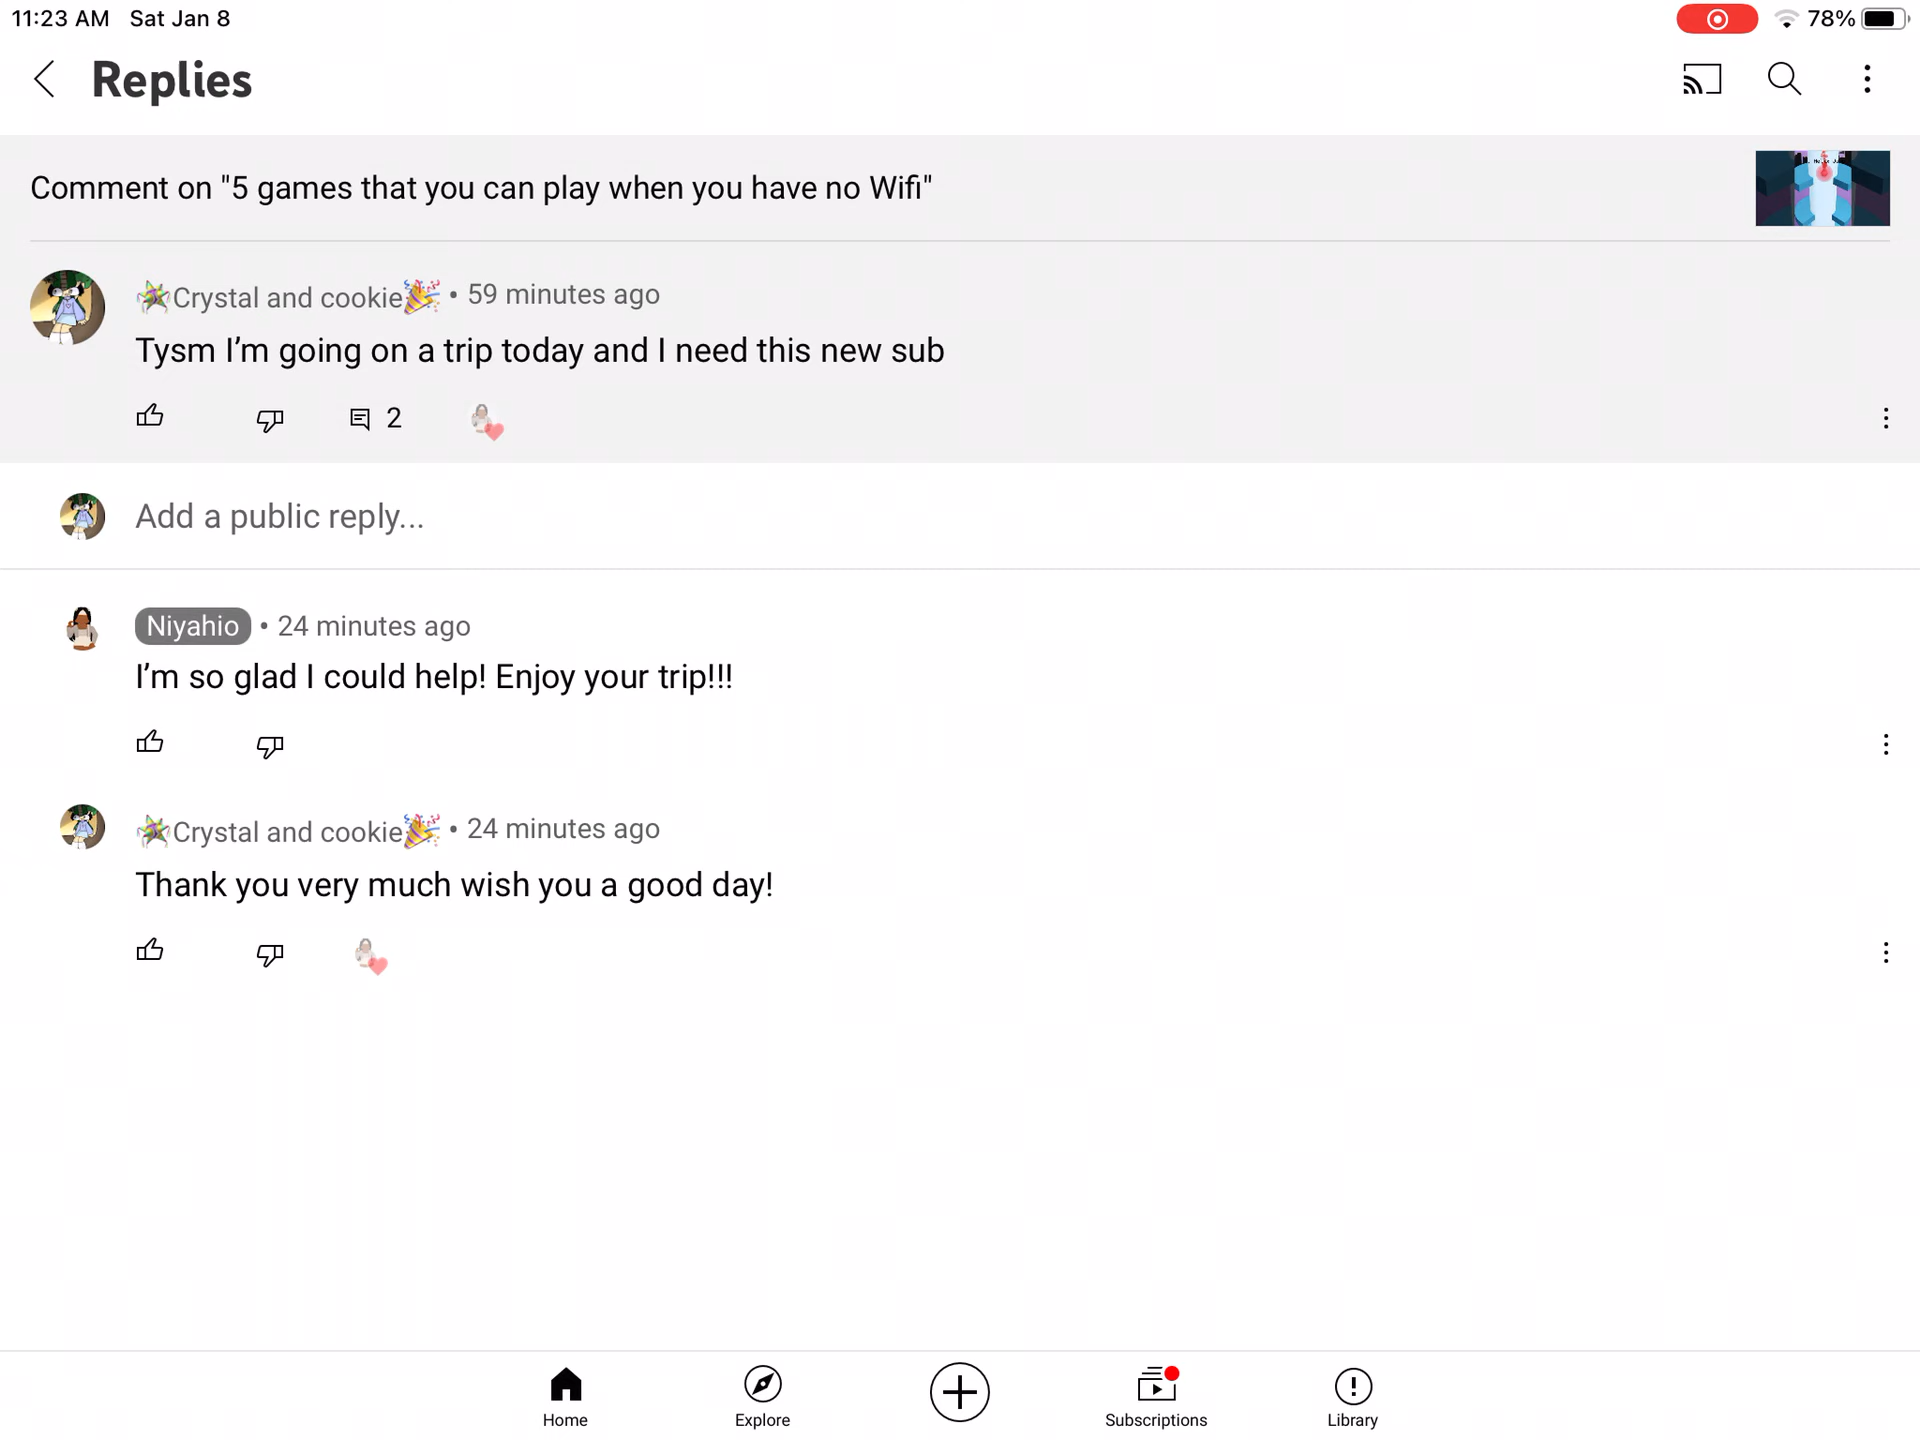 11:23 AM Sat Jan 8 78%
Replies
Comment on "5 games that you can play when you have no Wifi"
Crystal and cookie🎉 • 59 minutes ago
Tysm I’m going on a trip today and I need this new sub
2
Add a public reply...
Niyahio • 24 minutes ago
I’m so glad I could help! Enjoy your trip!!!
Crystal and cookie🎉 • 24 minutes ago
Thank you very much wish you a good day!
Home Explore Subscriptions Library